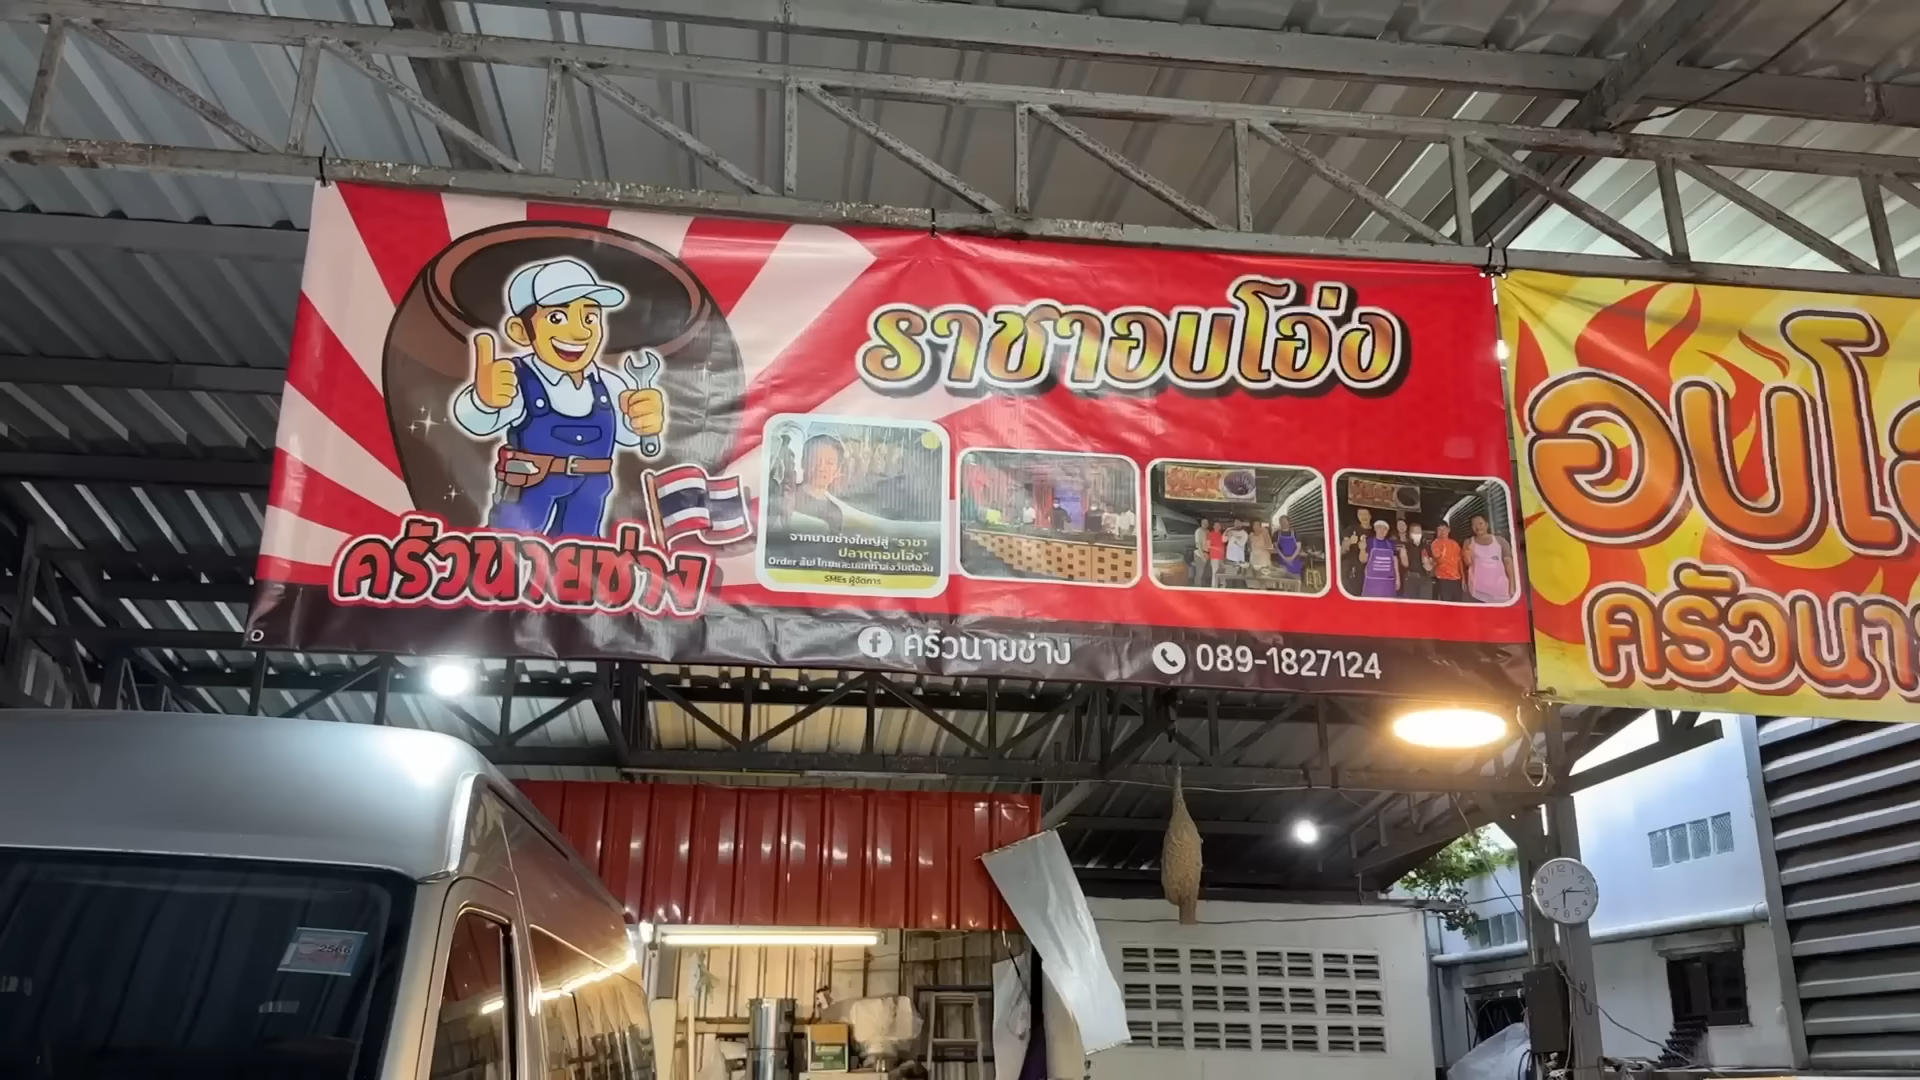 ราชาอบโอ่ง
จากนายช่างใหญ่สู่ "ราชา
ปลาดุกอบโอ่ง"
SMEs ผู้จัดการ
ครัวนายช่าง
ครัวนายช่าง
089-1827124
อบโ
ครัวนา